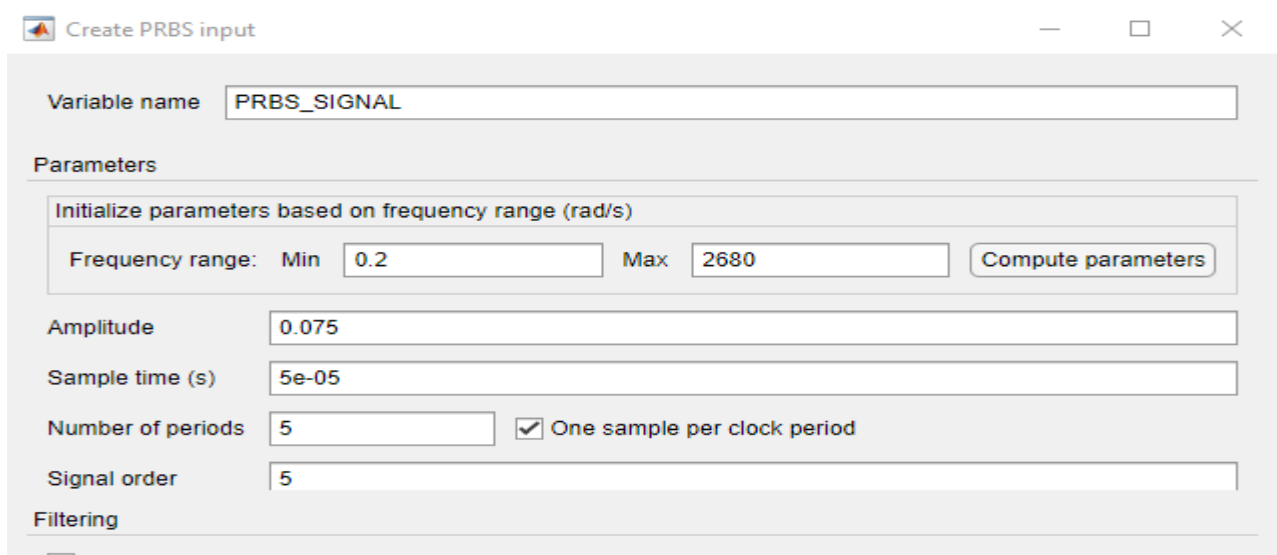 Create PRBS input
Variable name PRBS_SIGNAL
Parameters
Initialize parameters based on frequency range (rad/s)
Frequency range: Min 0.2 Max 2680 Compute parameters
Amplitude 0.075
Sample time (s) 5e-05
Number of periods 5 One sample per clock period
Signal order 5
Filtering